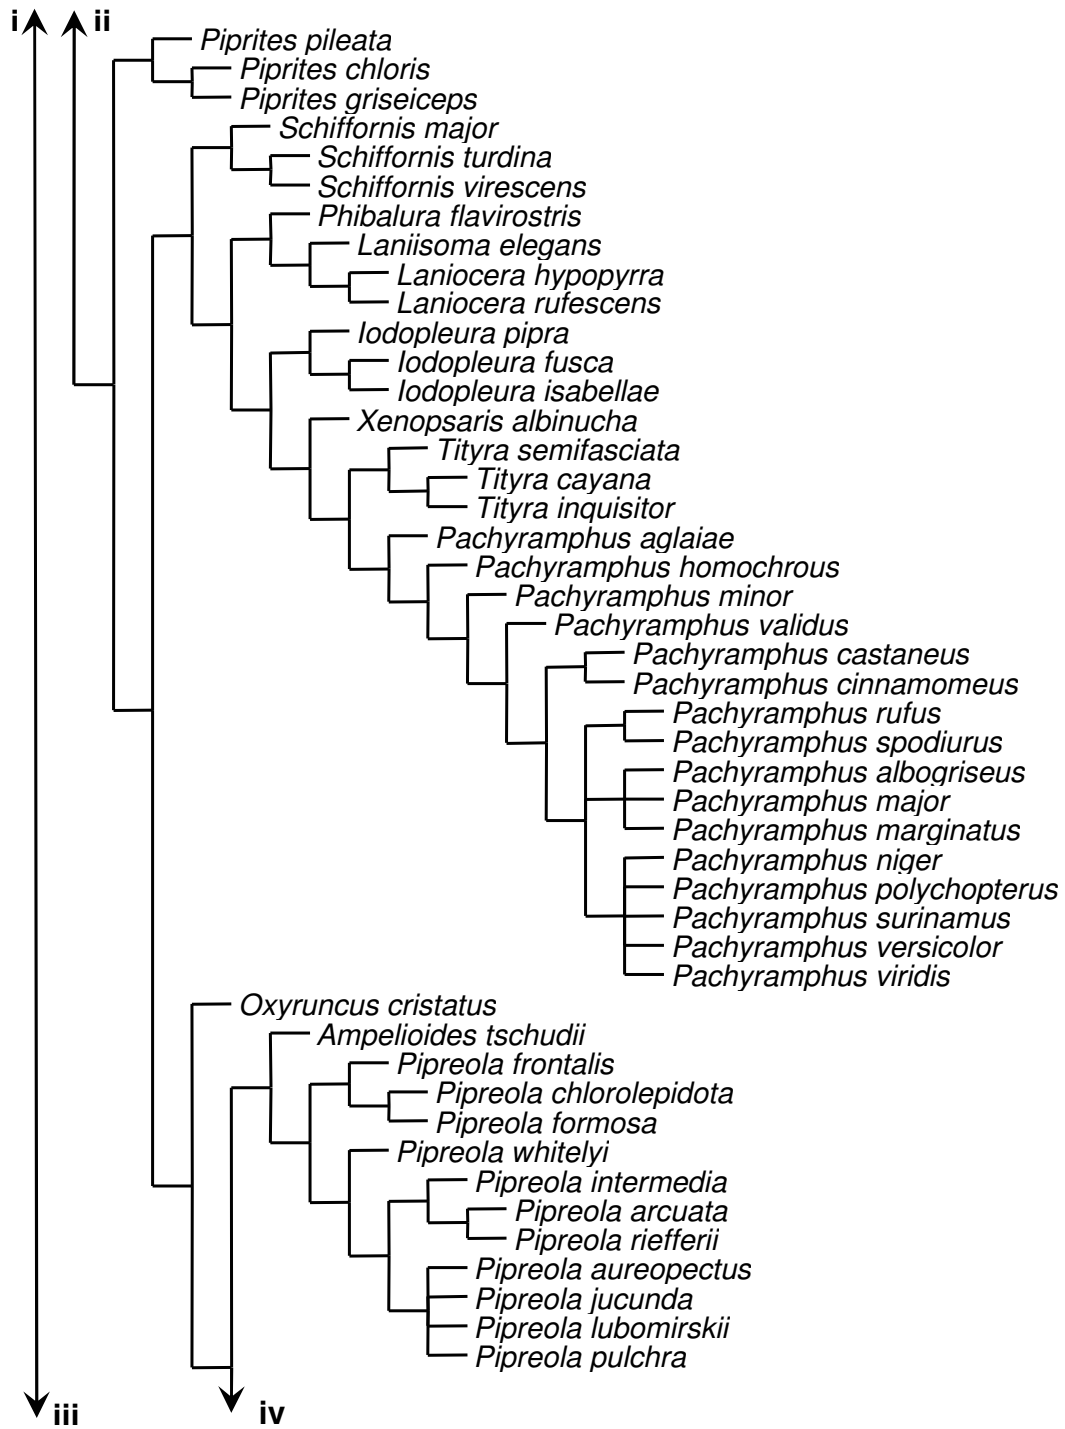 i ii
Piprites pileata
Piprites chloris
Piprites griseiceps
Schiffornis major
Schiffornis turdina
Schiffornis virescens
Phibalura flavirostris
Laniisoma elegans
Laniocera hypopyrra
Laniocera rufescens
Iodopleura pipra
Iodopleura fusca
Iodopleura isabellae
Xenopsaris albinucha
Tityra semifasciata
Tityra cayana
Tityra inquisitor
Pachyramphus aglaiae
Pachyramphus homochrous
Pachyramphus minor
Pachyramphus validus
Pachyramphus castaneus
Pachyramphus cinnamomeus
Pachyramphus rufus
Pachyramphus spodiurus
Pachyramphus albogriseus
Pachyramphus major
Pachyramphus marginatus
Pachyramphus niger
Pachyramphus polychopterus
Pachyramphus surinamus
Pachyramphus versicolor
Pachyramphus viridis
Oxyruncus cristatus
Ampelioides tschudii
Pipreola frontalis
Pipreola chlorolepidota
Pipreola formosa
Pipreola whitelyi
Pipreola intermedia
Pipreola arcuata
Pipreola riefferii
Pipreola aureopectus
Pipreola jucunda
Pipreola lubomirskii
Pipreola pulchra
iii iv